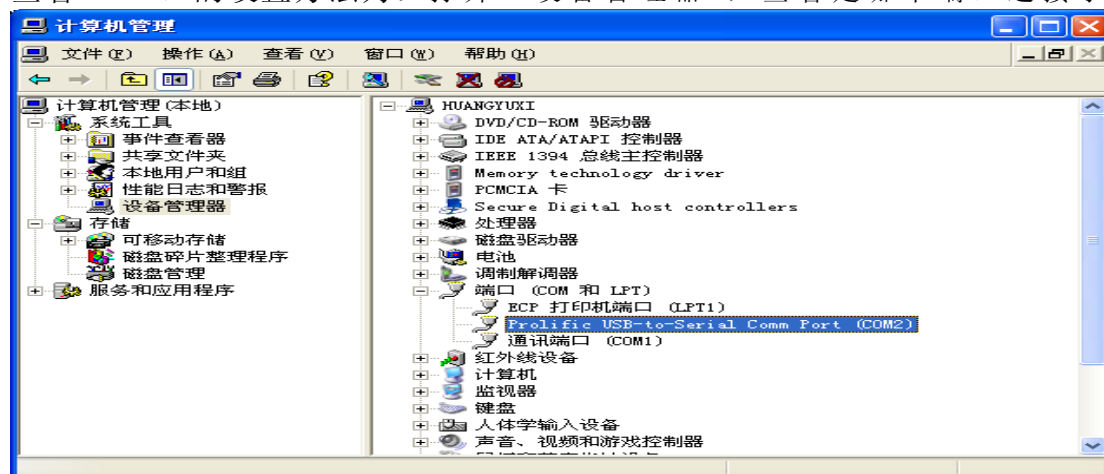 计算机管理
文件(F) 操作(A) 查看(V) 窗口(W) 帮助(H)
计算机管理(本地)
系统工具
事件查看器
共享文件夹
本地用户和组
性能日志和警报
设备管理器
存储
可移动存储
磁盘碎片整理程序
磁盘管理
服务和应用程序
HUANGYUXI
DVD/CD-ROM 驱动器
IDE ATA/ATAPI 控制器
IEEE 1394 总线主控制器
Memory technology driver
PCMCIA 卡
Secure Digital host controllers
处理器
磁盘驱动器
电池
调制解调器
端口 (COM 和 LPT)
ECP 打印机端口 (LPT1)
Prolific USB-to-Serial Comm Port (COM2)
通讯端口 (COM1)
红外线设备
计算机
监视器
键盘
人体学输入设备
声音、视频和游戏控制器